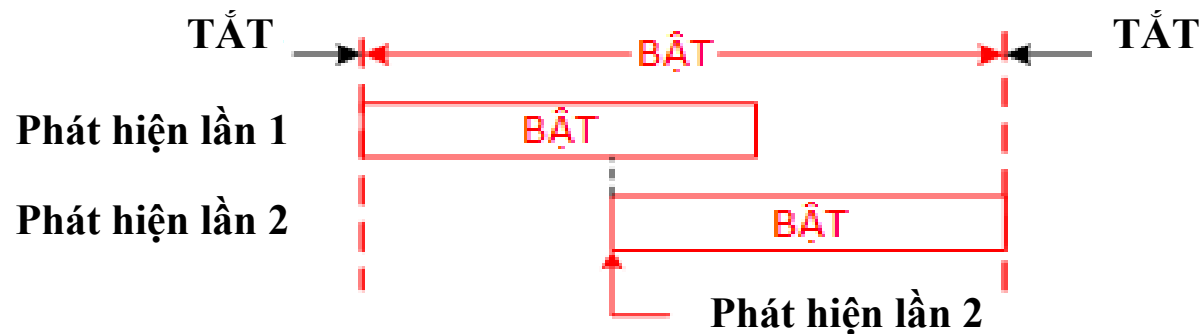 TẮT BẬT TẮT
Phát hiện lần 1 BẬT
Phát hiện lần 2 BẬT
Phát hiện lần 2